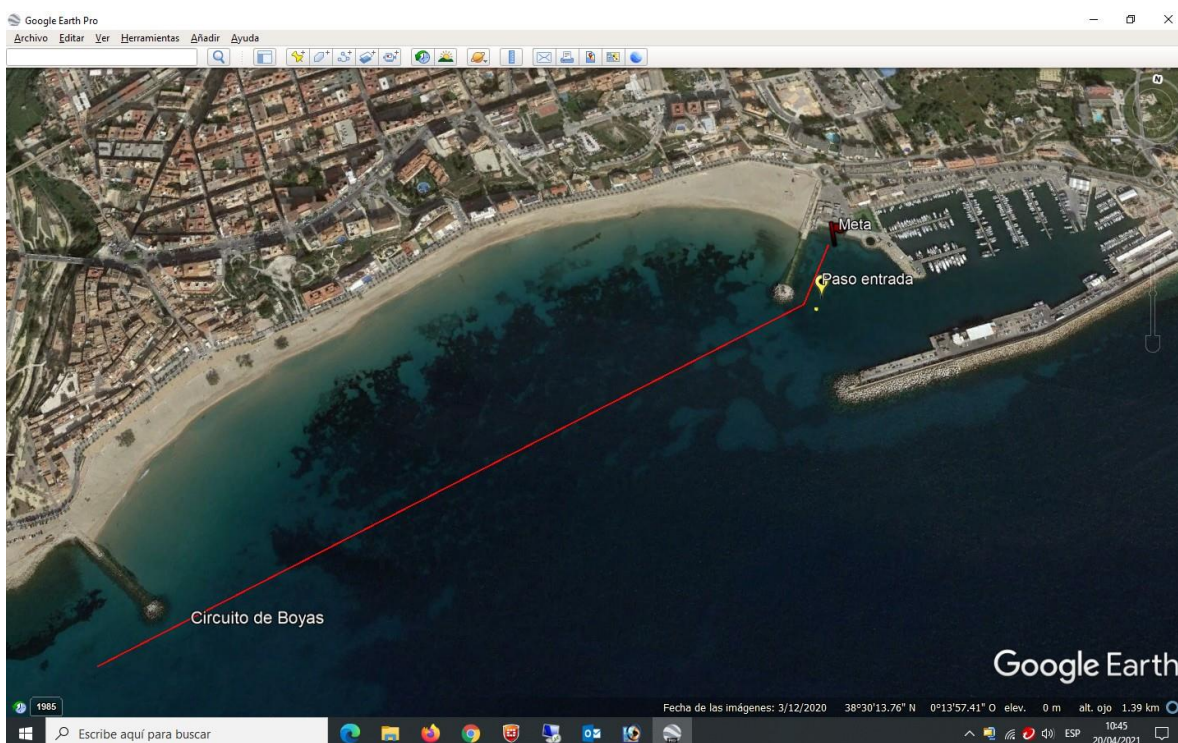 Google Earth Pro
Archivo Editar Ver Herramientas Añadir Ayuda
N
Meta
Paso entrada
Circuito de Boyas
Google Earth
1985
Fecha de las imágenes: 3/12/2020 38°30'13.76" N 0°13'57.41" O elev. 0 m alt. ojo 1.39 km
Escribe aquí para buscar
ESP
10:45
20/04/2021